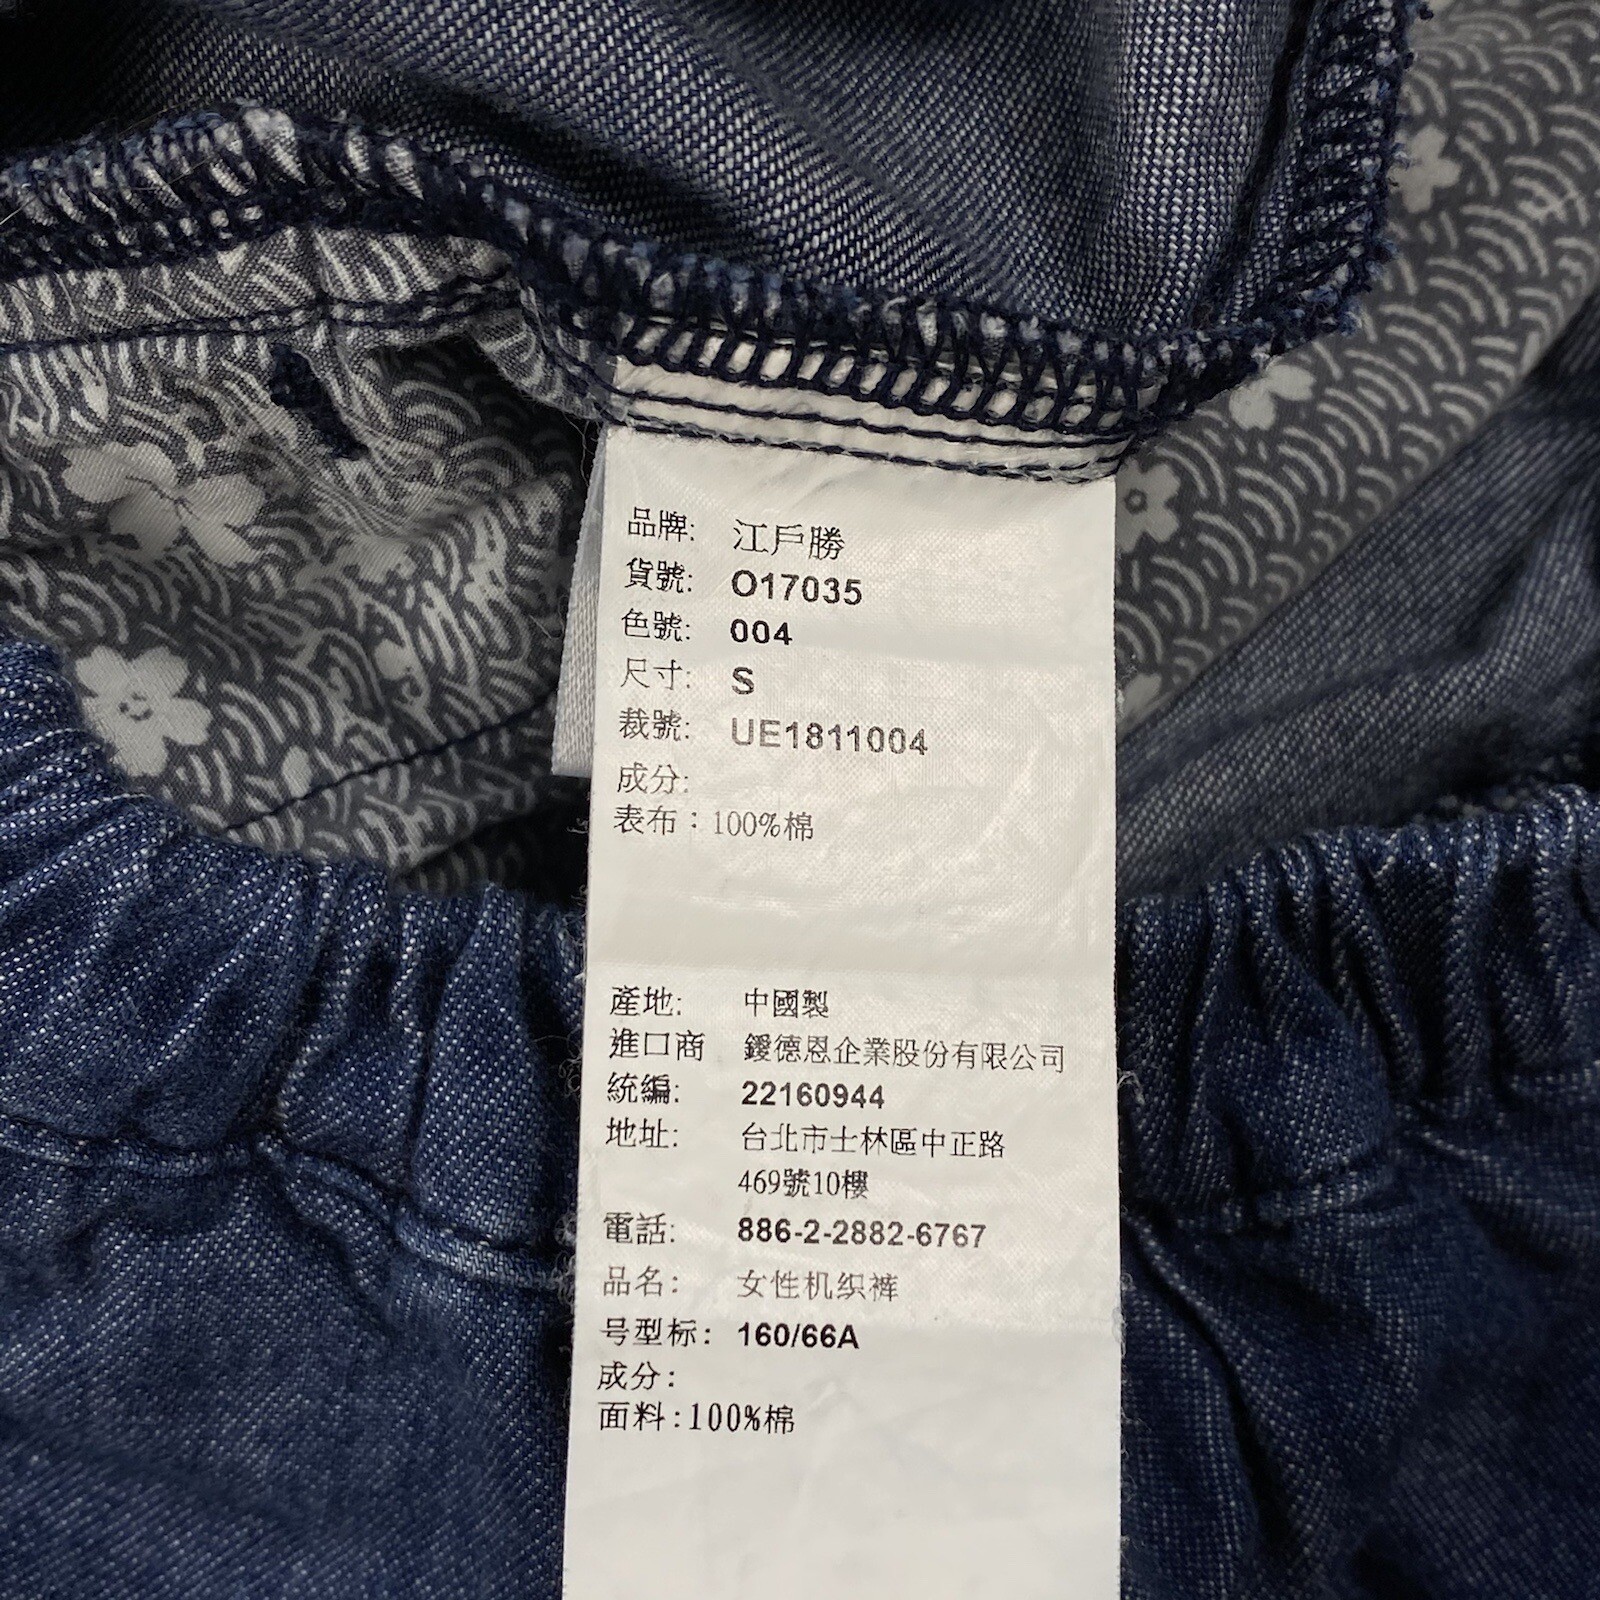 品牌: 江戶勝
貨號: O17035
色號: 004
尺寸: S
裁號: UE1811004
成分:
表布：100%棉
產地: 中國製
進口商 鍰德恩企業股份有限公司
統編: 22160944
地址: 台北市士林區中正路
469號10樓
電話: 886-2-2882-6767
品名: 女性机织裤
号型标: 160/66A
成分:
面料:100%棉